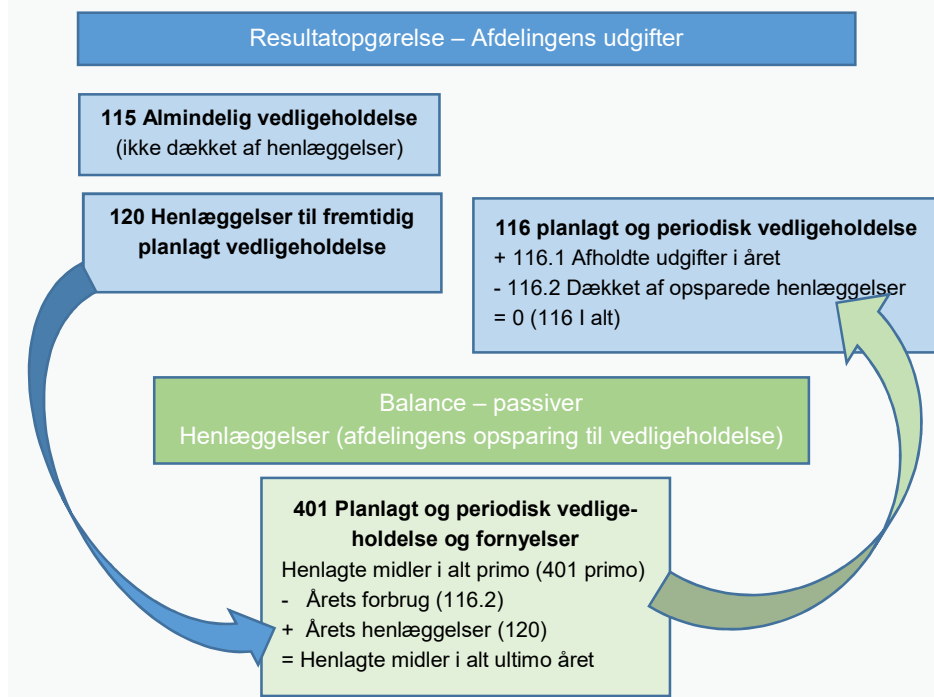 Resultatopgørelse – Afdelingens udgifter
115 Almindelig vedligeholdelse
(ikke dækket af henlæggelser)
120 Henlæggelser til fremtidig
planlagt vedligeholdelse
116 planlagt og periodisk vedligeholdelse
+ 116.1 Afholdte udgifter i året
- 116.2 Dækket af opsparede henlæggelser
= 0 (116 I alt)
Balance – passiver
Henlæggelser (afdelingens opsparing til vedligeholdelse)
401 Planlagt og periodisk vedlige-
holdelse og fornyelser
Henlagte midler i alt primo (401 primo)
- Årets forbrug (116.2)
+ Årets henlæggelser (120)
= Henlagte midler i alt ultimo året